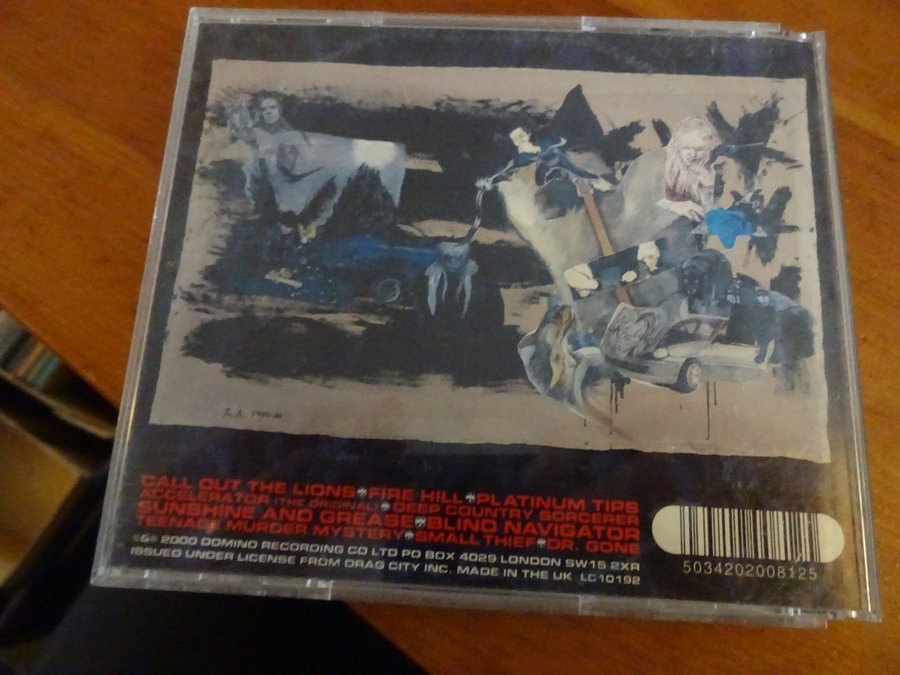 R.A. 1999-00
CALL OUT THE LIONS FIRE HILL PLATINUM TIPS
ACCELERATOR (THE ORIGINAL) DEEP COUNTRY SORCERER
SUNSHINE AND GREASE BLIND NAVIGATOR
TEENAGE MURDER MYSTERY SMALL THIEF DR. GONE
℗&© 2000 DOMINO RECORDING CO LTD PO BOX 4029 LONDON SW15 2XR
ISSUED UNDER LICENSE FROM DRAG CITY INC. MADE IN THE UK LC10192
5034202008125